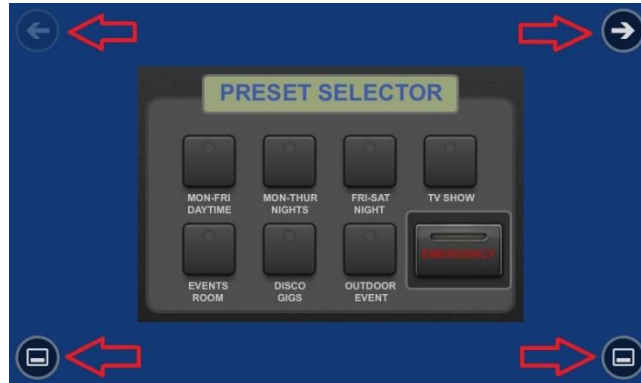 PRESET SELECTOR
MON-FRI
DAYTIME
MON-THUR
NIGHTS
FRI-SAT
NIGHT
TV SHOW
EVENTS
ROOM
DISCO
GIGS
OUTDOOR
EVENT
EMERGENCY